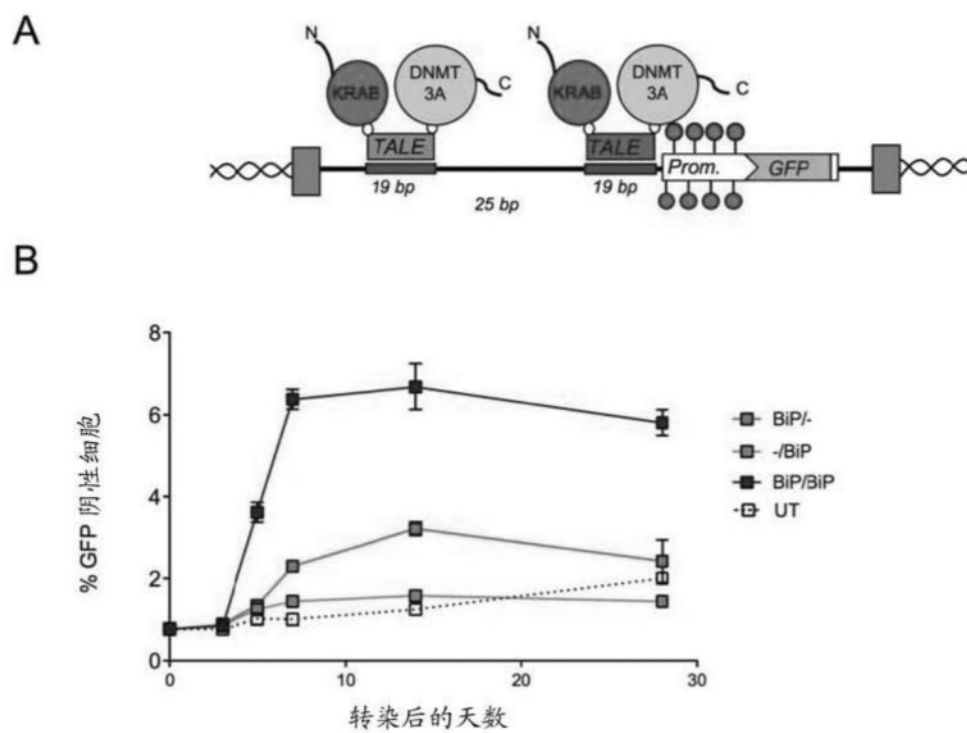 A
N
N
KRAB
DNMT
3A
C
KRAB
DNMT
3A
C
TALE
TALE
Prom.
GFP
19 bp
25 bp
19 bp
B
% GFP 阴性细胞
8
6
4
2
0
0
10
20
30
转染后的天数
BiP/-
-/BiP
BiP/BiP
UT